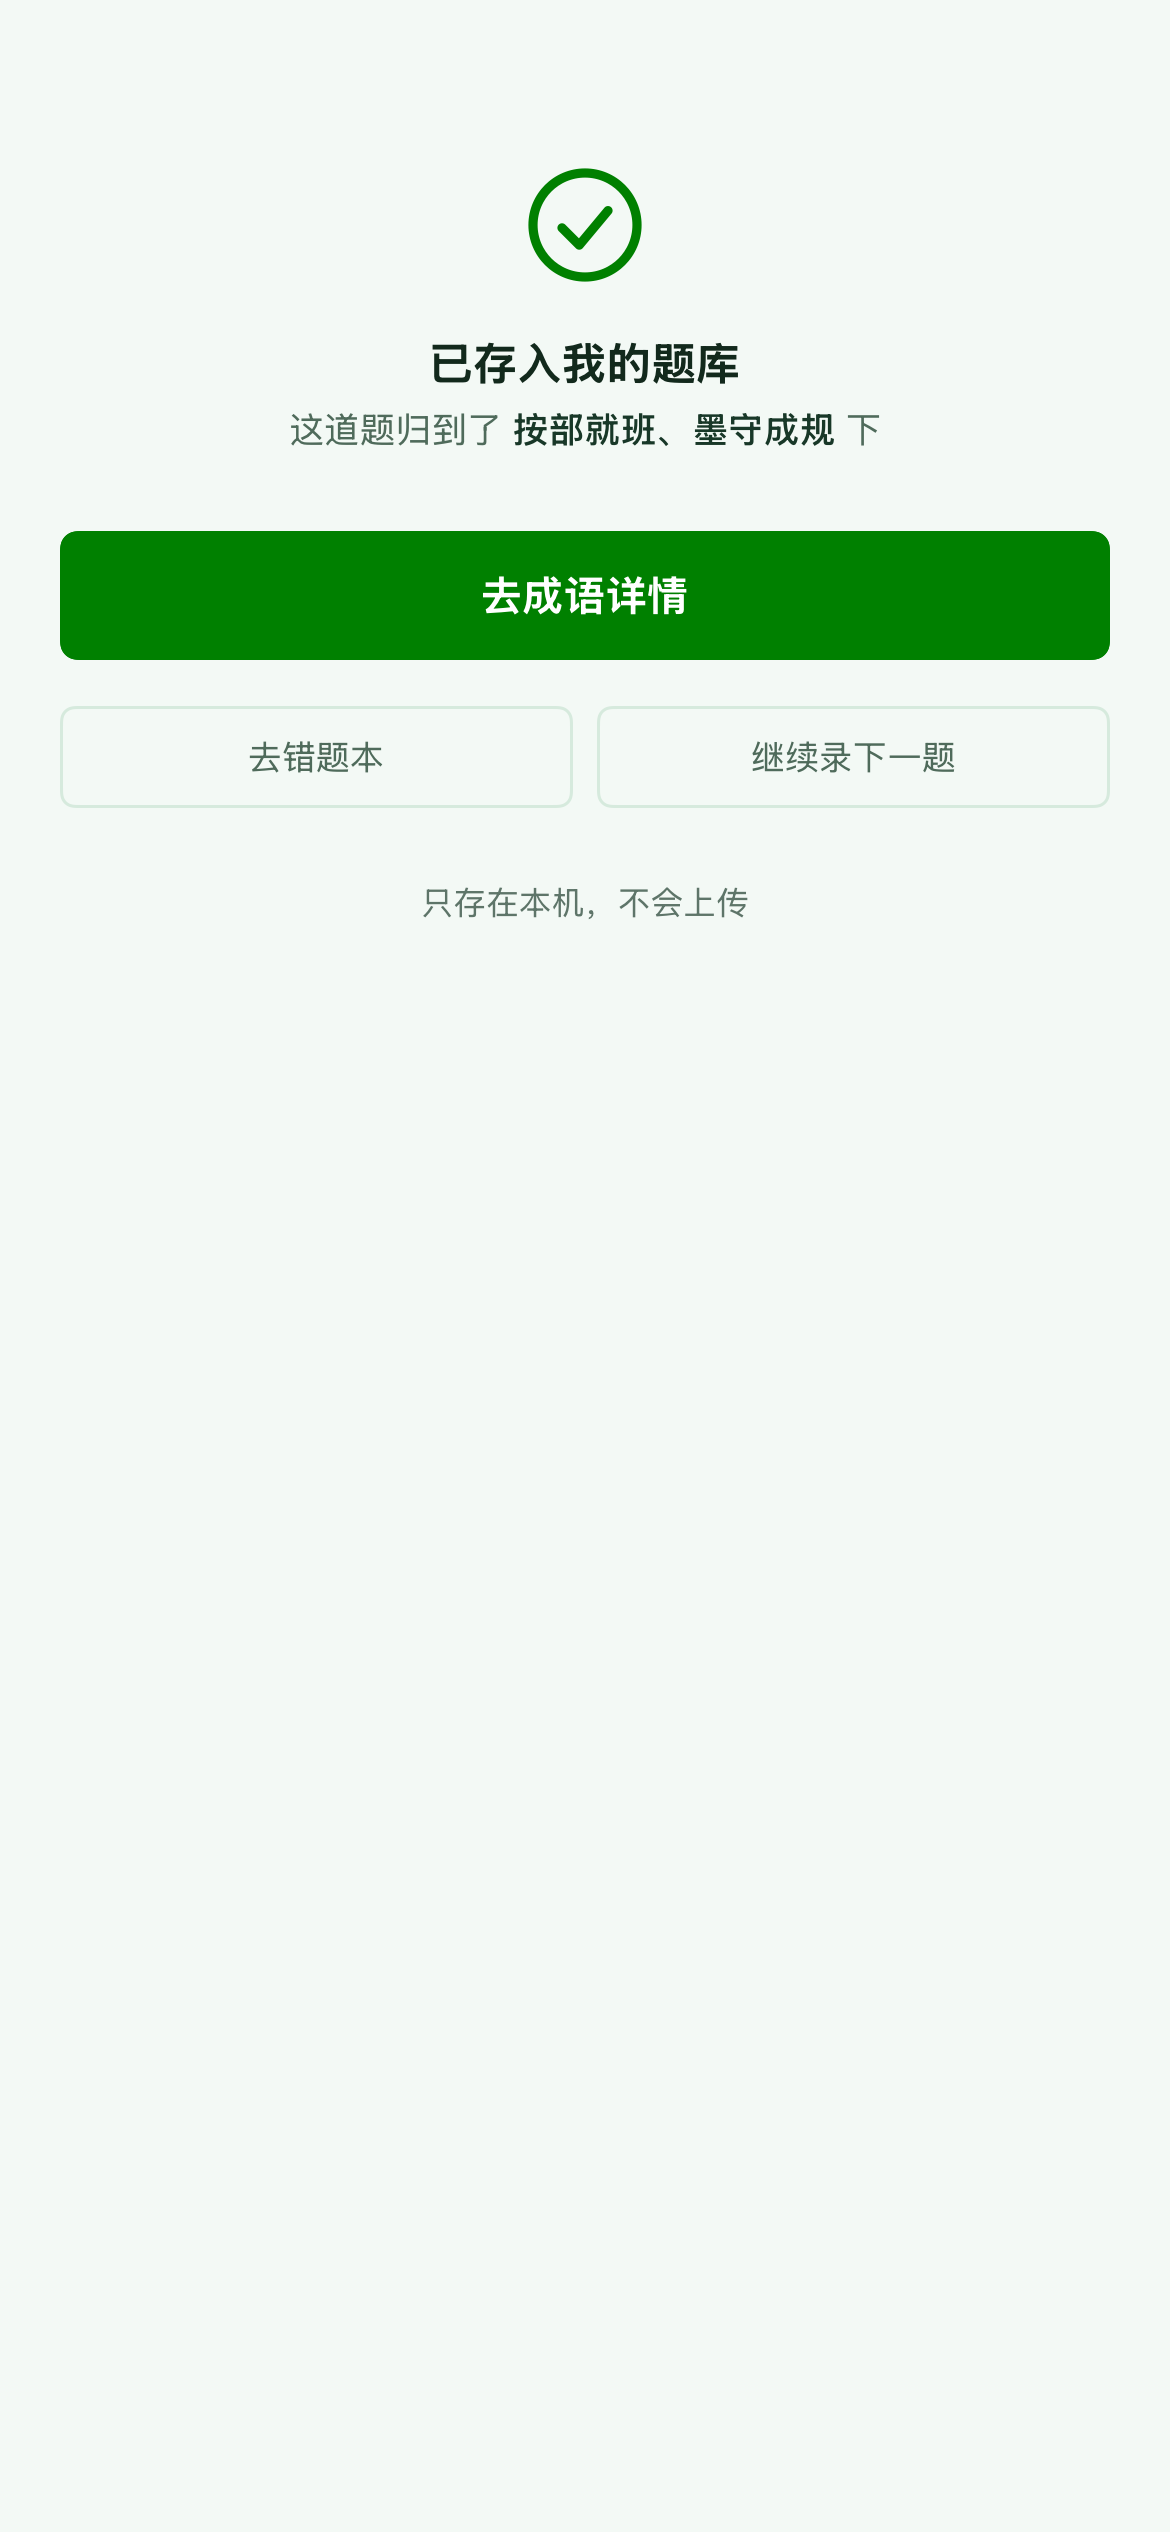 已存入我的题库
这道题归到了 按部就班、墨守成规 下
去成语详情
去错题本
继续录下一题
只存在本机，不会上传